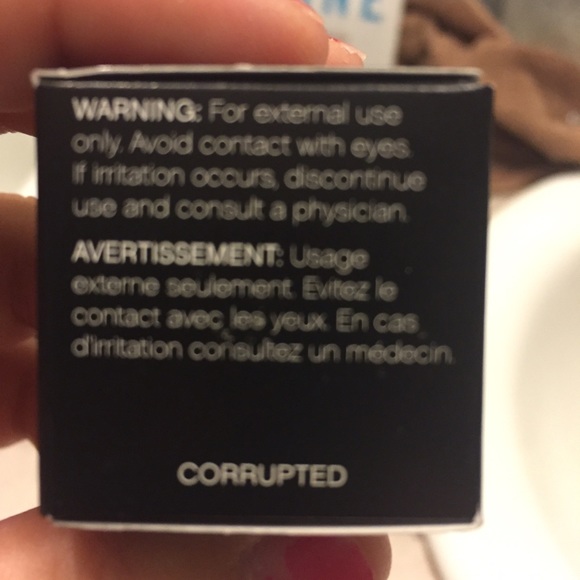 WARNING: For external use
only. Avoid contact with eyes.
If irritation occurs, discontinue
use and consult a physician.
AVERTISSEMENT: Usage
externe seulement. Evitez le
contact avec les yeux. En cas
d'irritation consultez un médecin.
CORRUPTED